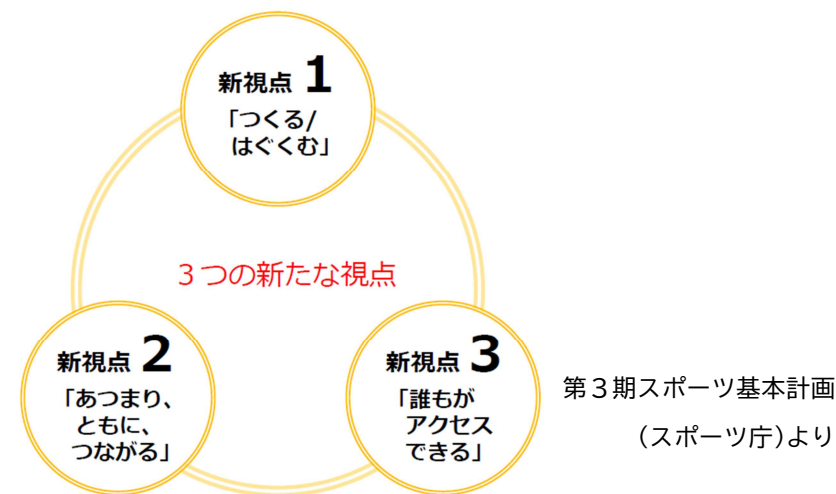 新視点 1
「つくる/
はぐくむ」
3つの新たな視点
新視点 2
「あつまり、
ともに、
つながる」
新視点 3
「誰もが
アクセス
できる」
第3期スポーツ基本計画
(スポーツ庁)より